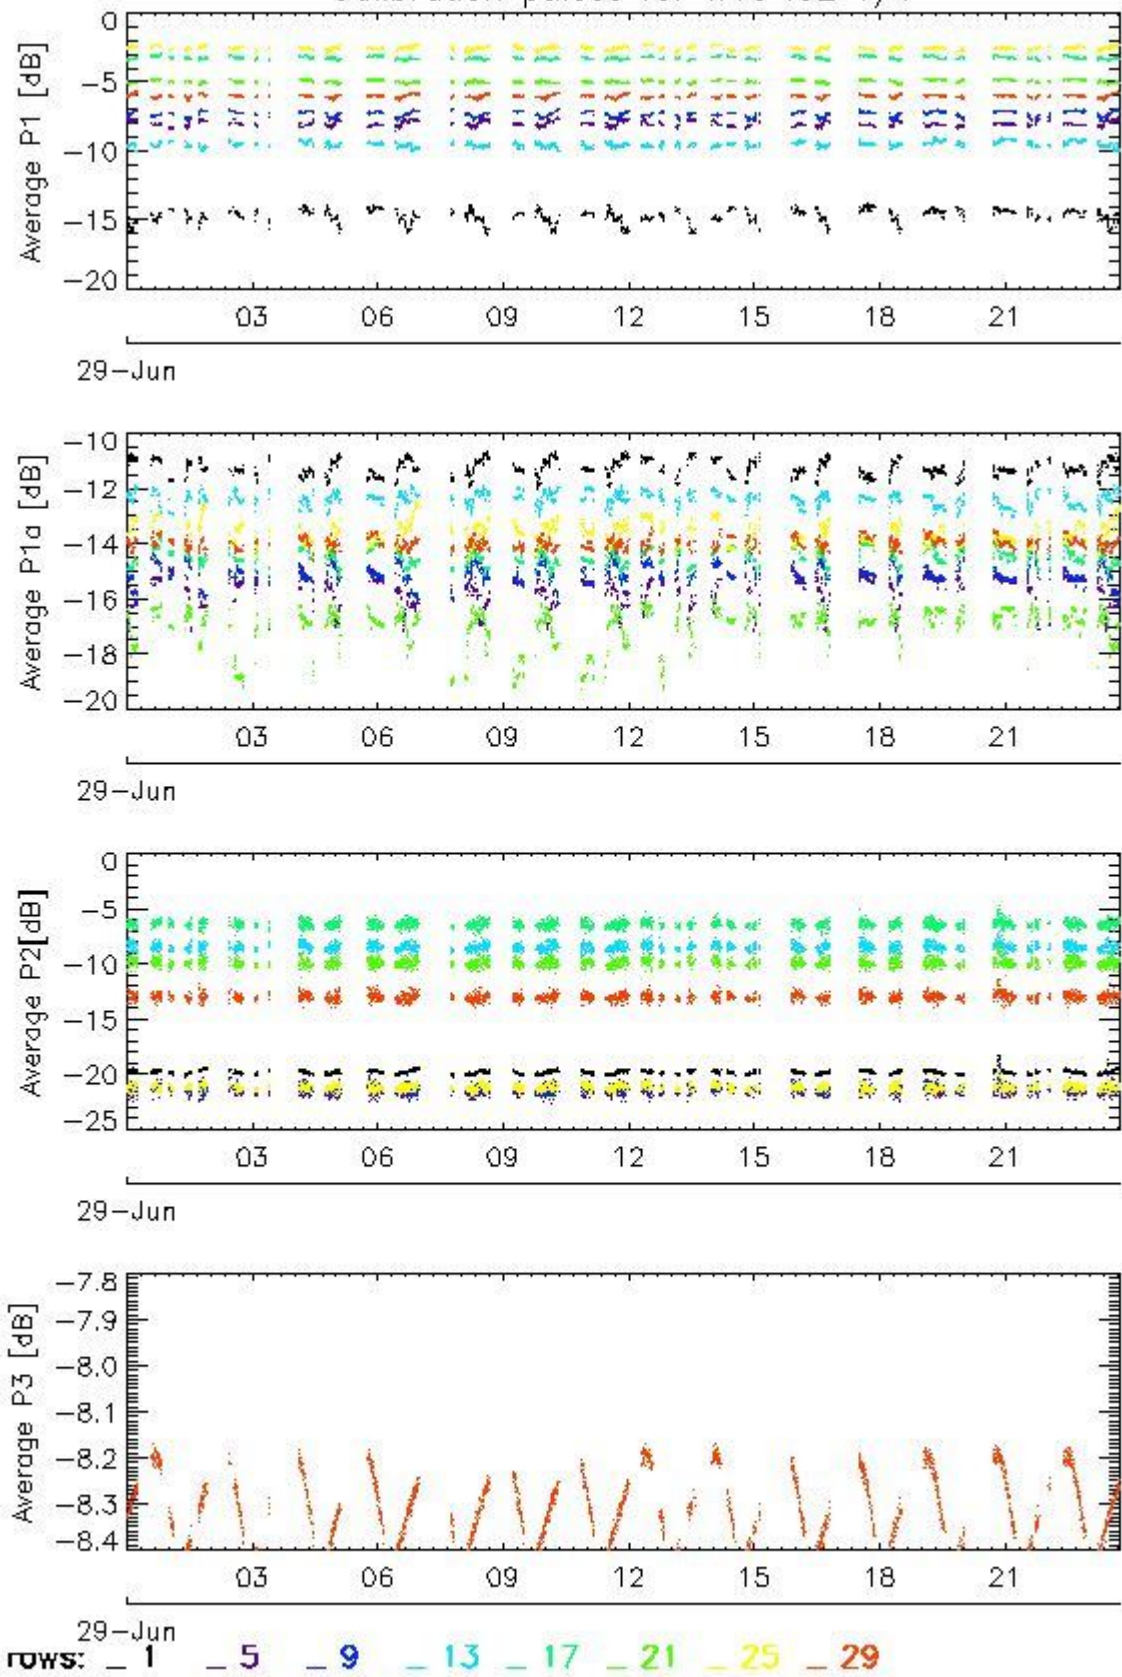 Average P1 [dB]
0
−5
−10
−15
−20
03 06 09 12 15 18 21
29−Jun
Average P1a [dB]
−10
−12
−14
−16
−18
−20
03 06 09 12 15 18 21
29−Jun
Average P2[dB]
0
−5
−10
−15
−20
−25
03 06 09 12 15 18 21
29−Jun
Average P3 [dB]
−7.8
−7.9
−8.0
−8.1
−8.2
−8.3
−8.4
03 06 09 12 15 18 21
29−Jun
rows: _ 1 _ 5 _ 9 _ 13 _ 17 _ 21 _ 25 _ 29